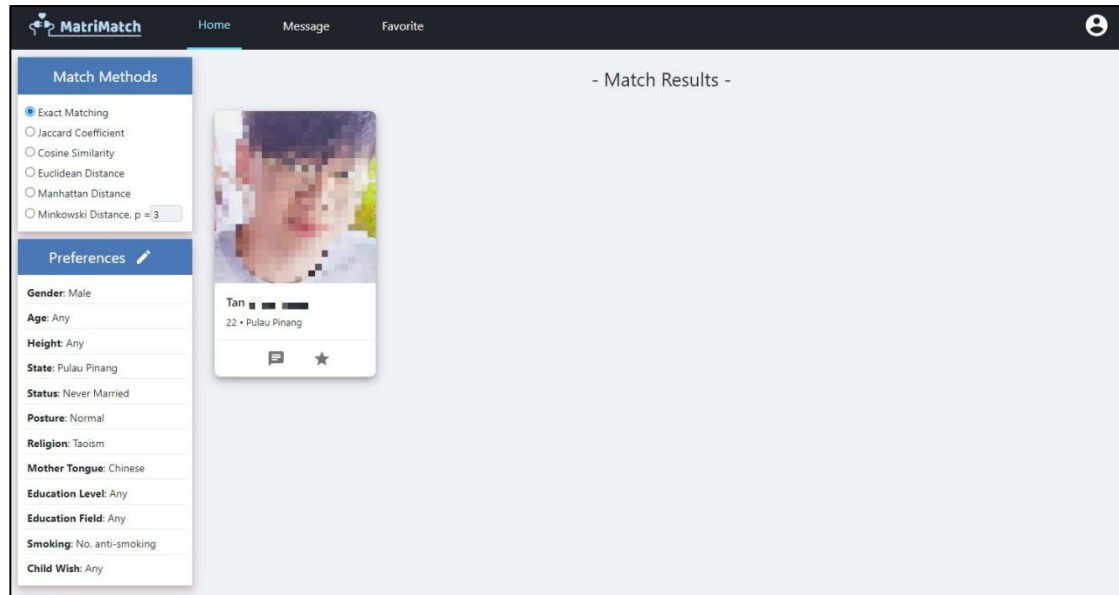 MatriMatch
Home
Message
Favorite
Match Methods
Exact Matching
Jaccard Coefficient
Cosine Similarity
Euclidean Distance
Manhattan Distance
Minkowski Distance, p = 3
Preferences
Gender: Male
Age: Any
Height: Any
State: Pulau Pinang
Status: Never Married
Posture: Normal
Religion: Taoism
Mother Tongue: Chinese
Education Level: Any
Education Field: Any
Smoking: No, anti-smoking
Child Wish: Any
- Match Results -
Tan
22 • Pulau Pinang